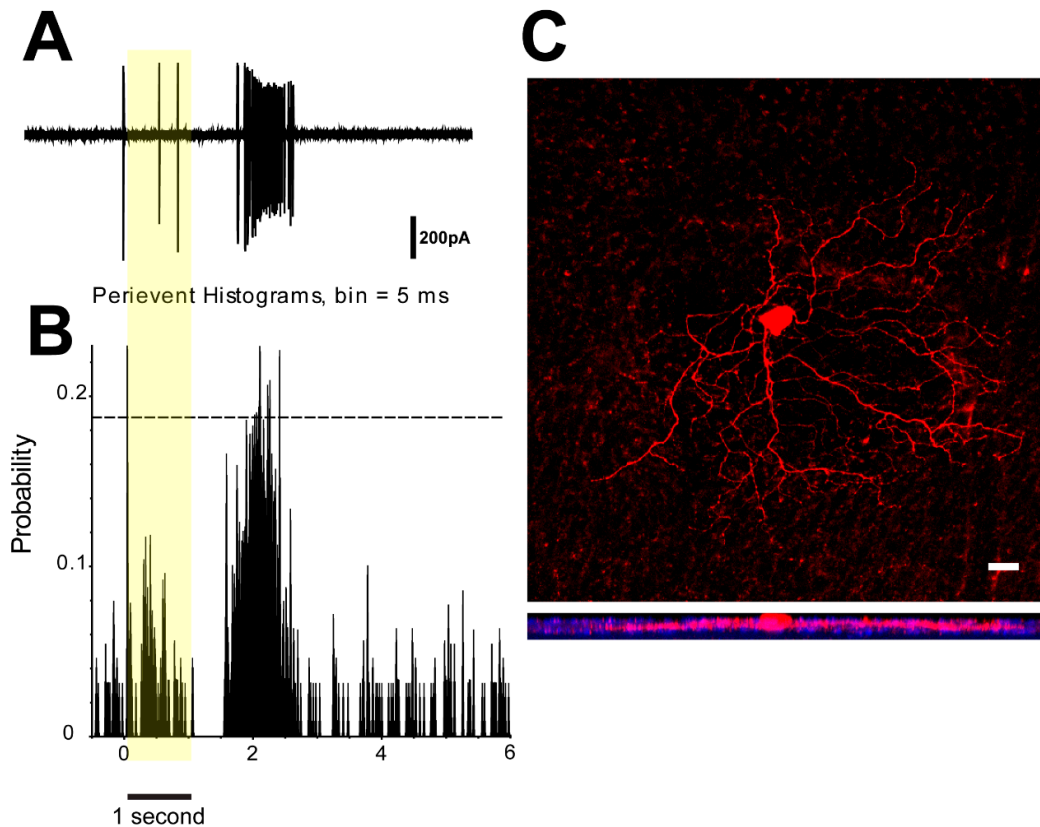 A
200pA
Perievent Histograms, bin = 5 ms
B
Probability
0.2
0.1
0
0 2 4 6
1 second
C